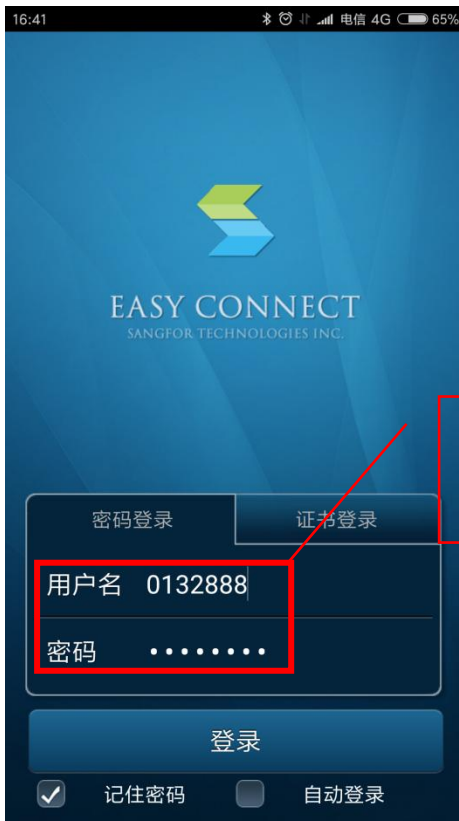 16:41 电信 4G 65%
EASY CONNECT
SANGFOR TECHNOLOGIES INC.
密码登录 证书登录
用户名 0132888
密码 ••••••••
登录
记住密码 自动登录